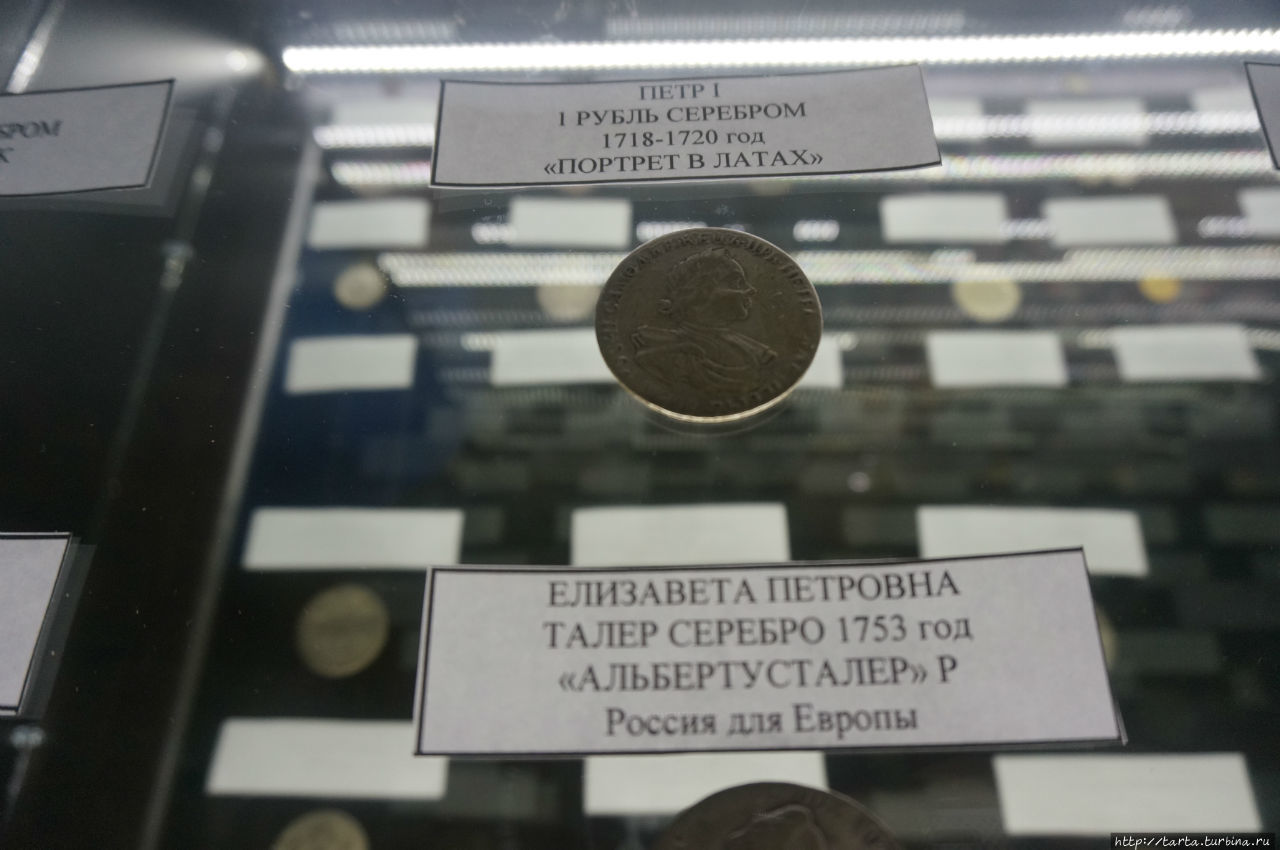 ПЕТР I
1 РУБЛЬ СЕРЕБРОМ
1718-1720 год
«ПОРТРЕТ В ЛАТАХ»
ЕЛИЗАВЕТА ПЕТРОВНА
ТАЛЕР СЕРЕБРО 1753 год
«АЛЬБЕРТУСТАЛЕР» Р
Россия для Европы
http://tarta.turbina.ru